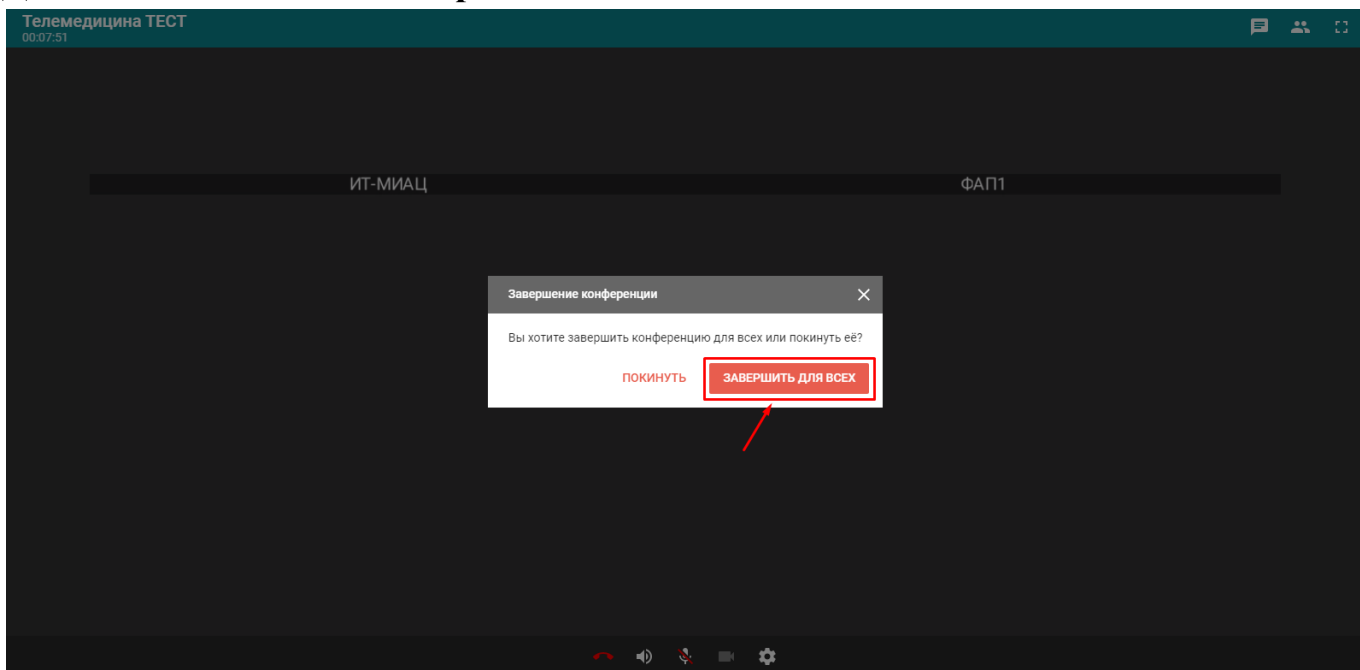 Телемедицина ТЕСТ
00:07:51
ИТ-МИАЦ
ФАП1
Завершение конференции
Вы хотите завершить конференцию для всех или покинуть её?
ПОКИНУТЬ
ЗАВЕРШИТЬ ДЛЯ ВСЕХ